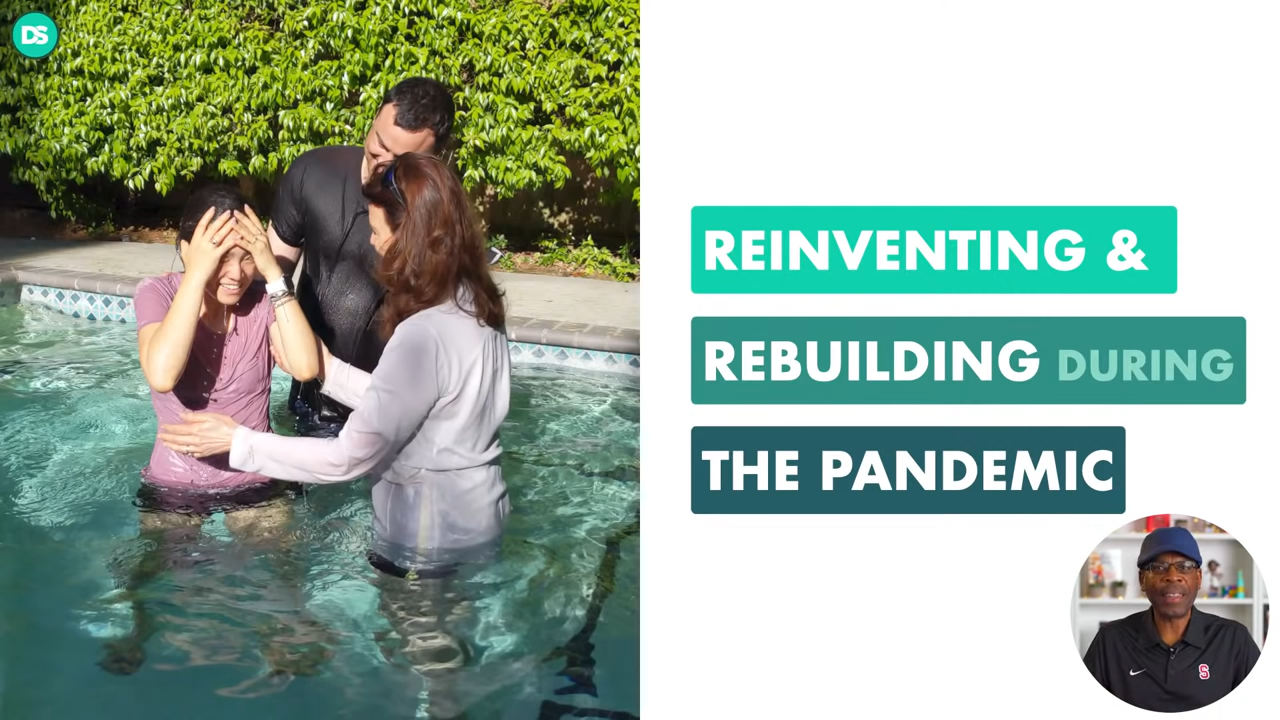 DS
REINVENTING &
REBUILDING DURING
THE PANDEMIC
S